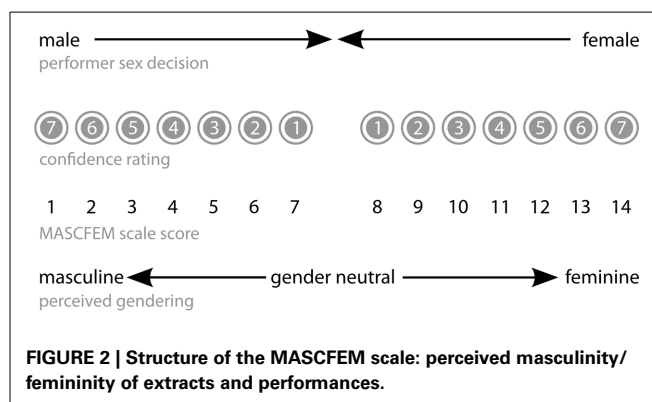 male female
performer sex decision
7 6 5 4 3 2 1 1 2 3 4 5 6 7
confidence rating
1 2 3 4 5 6 7 8 9 10 11 12 13 14
MASCFEM scale score
masculine gender neutral feminine
perceived gendering
FIGURE 2 | Structure of the MASCFEM scale: perceived masculinity/
femininity of extracts and performances.